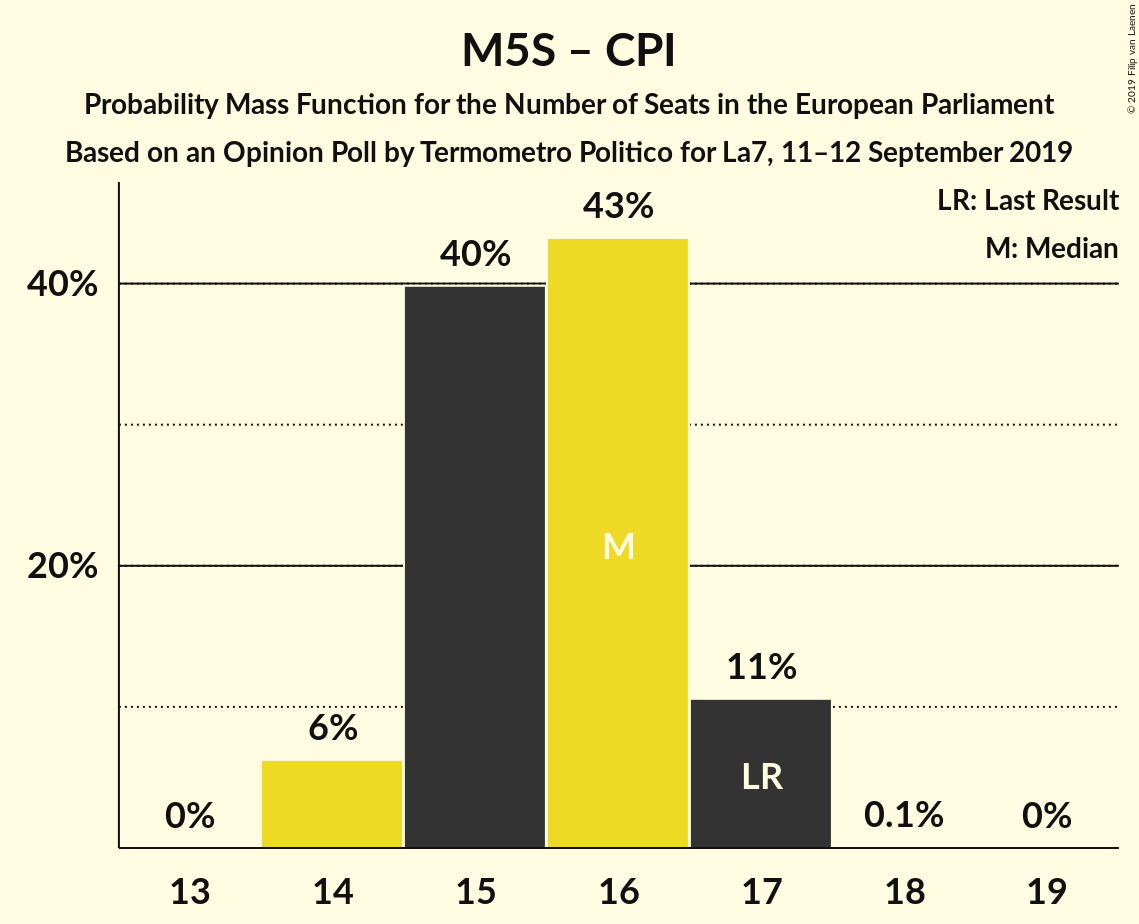 M5S – CPI
Probability Mass Function for the Number of Seats in the European Parliament
Based on an Opinion Poll by Termometro Politico for La7, 11–12 September 2019
© 2019 Filip van Laenen
LR: Last Result
M: Median
43%
40%
40%
M
20%
11%
6%
LR
0%
0.1%
0%
13 14 15 16 17 18 19